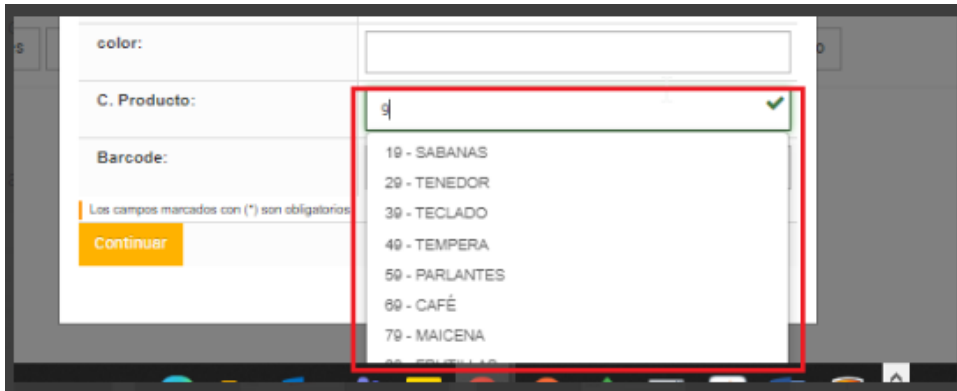 color:
C. Producto:
9
Barcode:
19 - SABANAS
29 - TENEDOR
39 - TECLADO
49 - TEMPERA
59 - PARLANTES
69 - CAFÉ
79 - MAICENA
Los campos marcados con (*) son obligatorios
Continuar